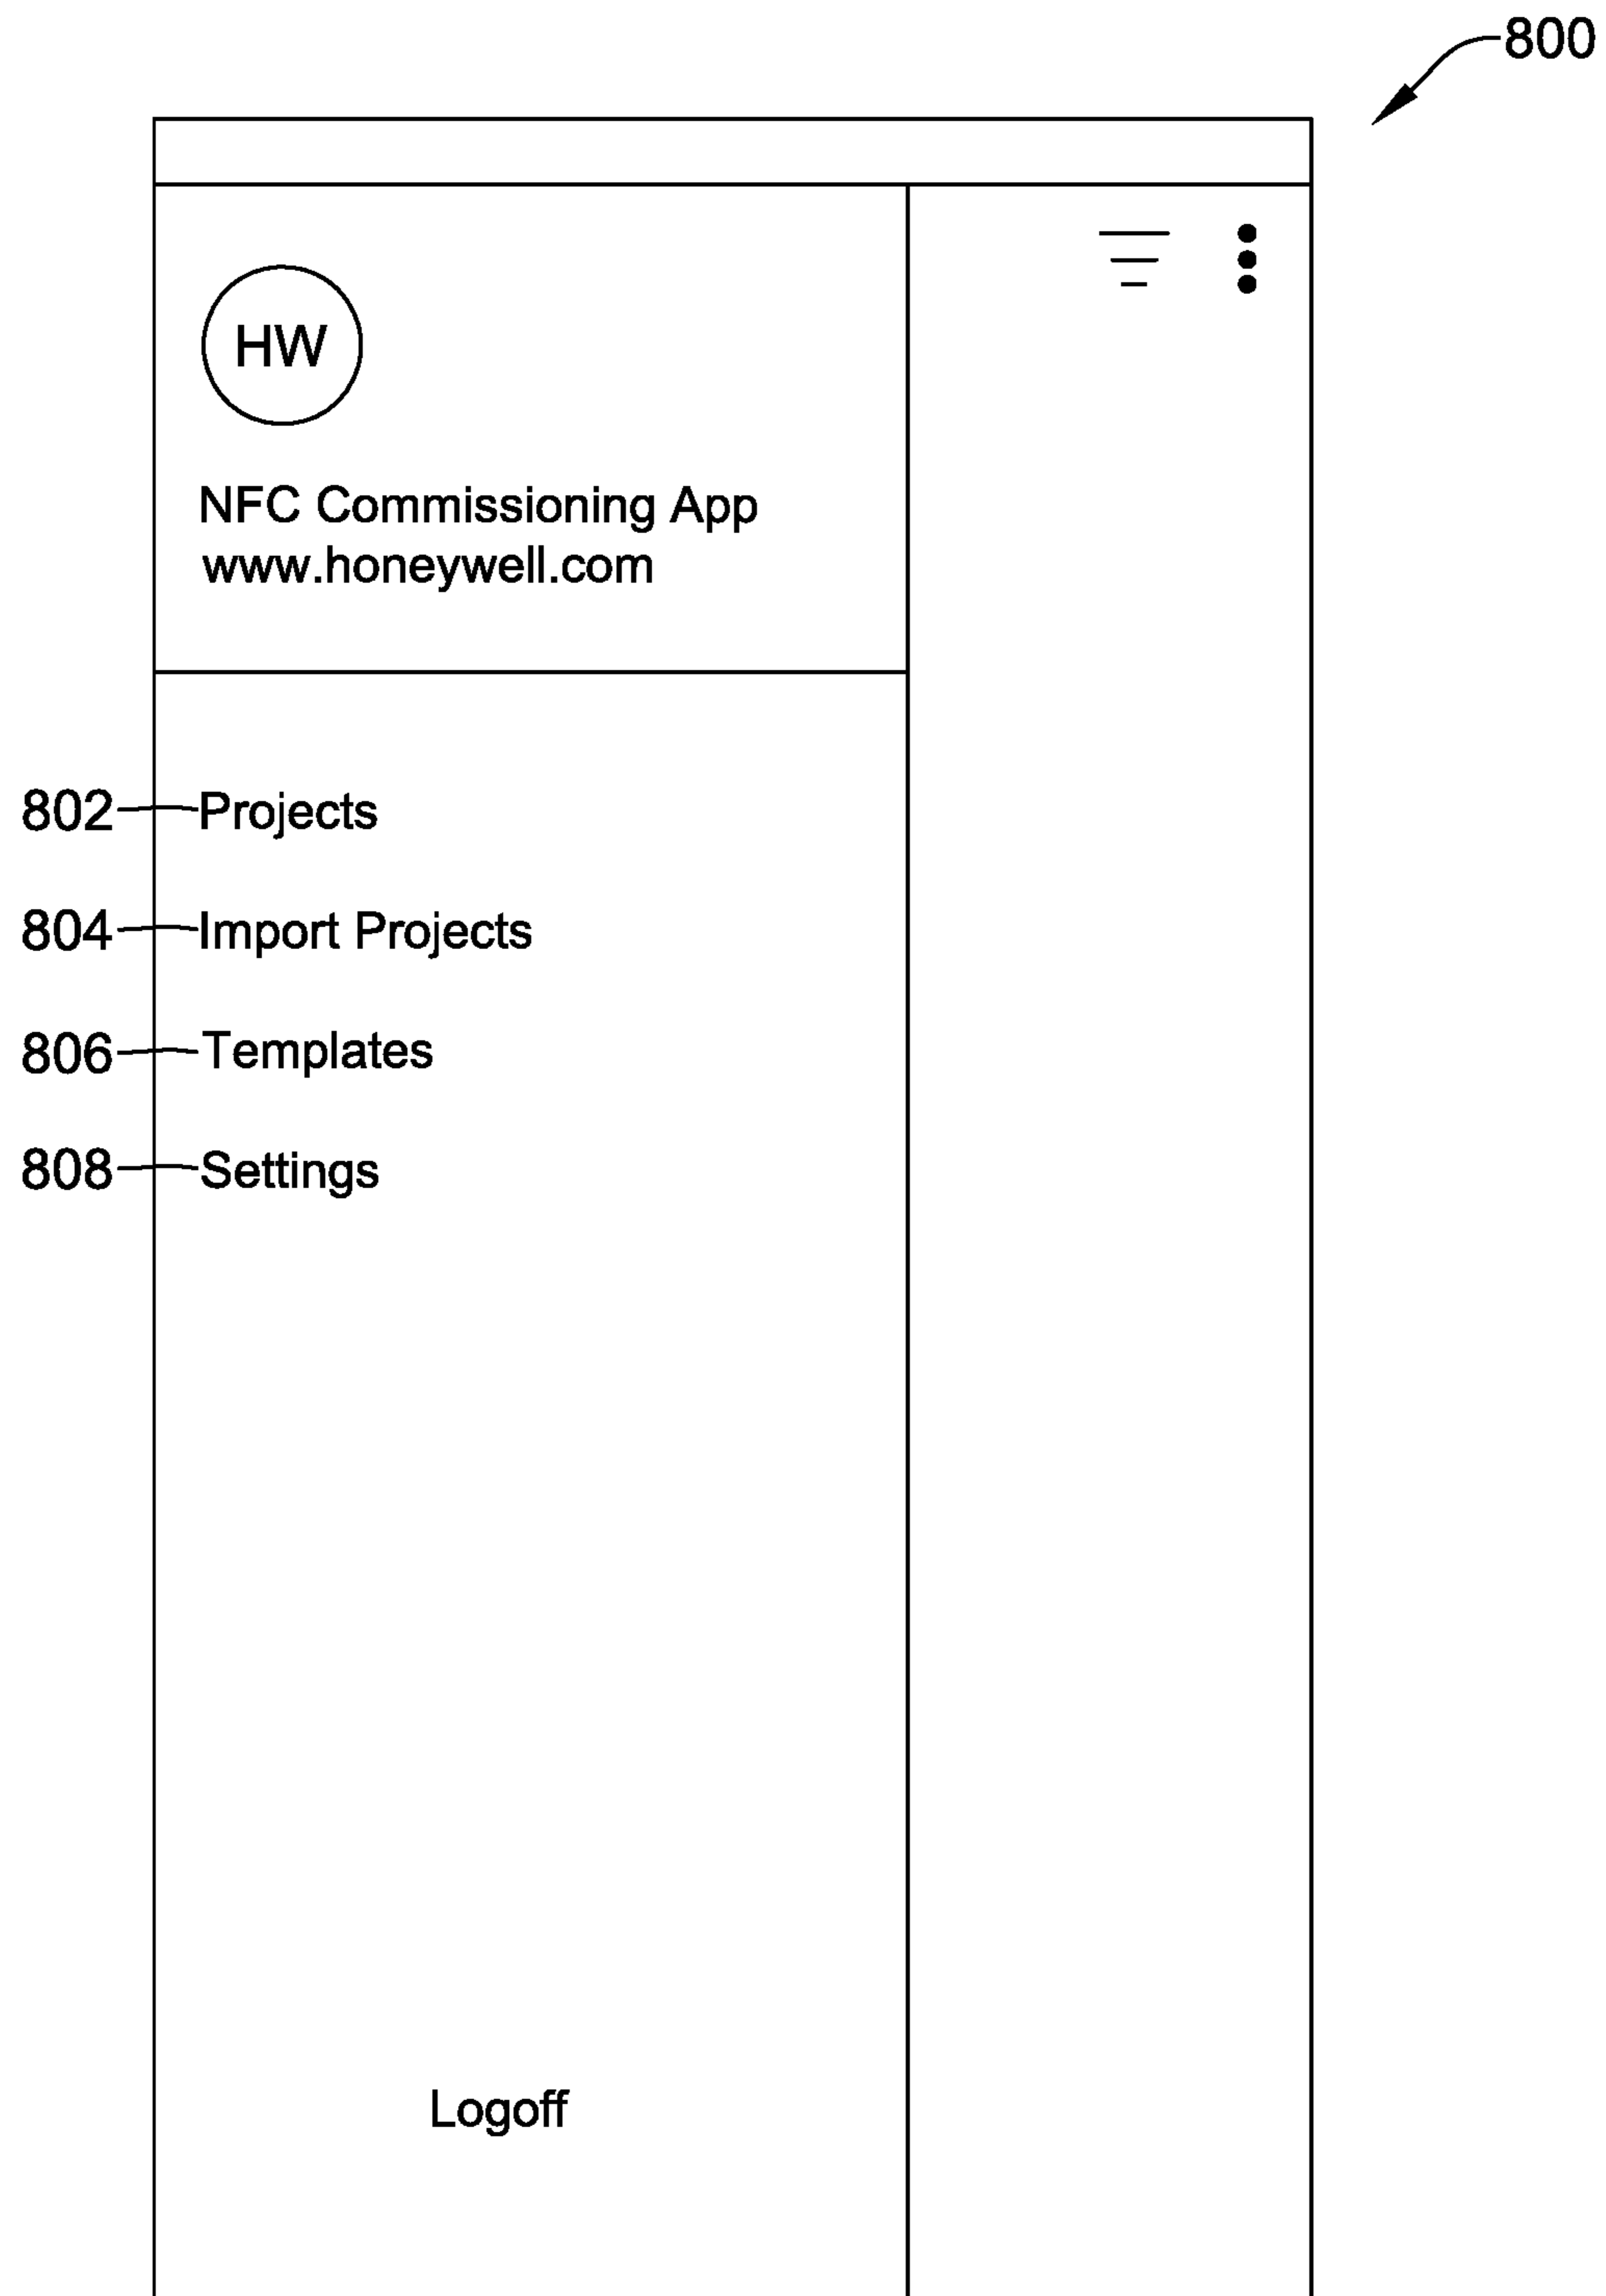 800
HW
NFC Commissioning App
www.honeywell.com
802 Projects
804 Import Projects
806 Templates
808 Settings
Logoff